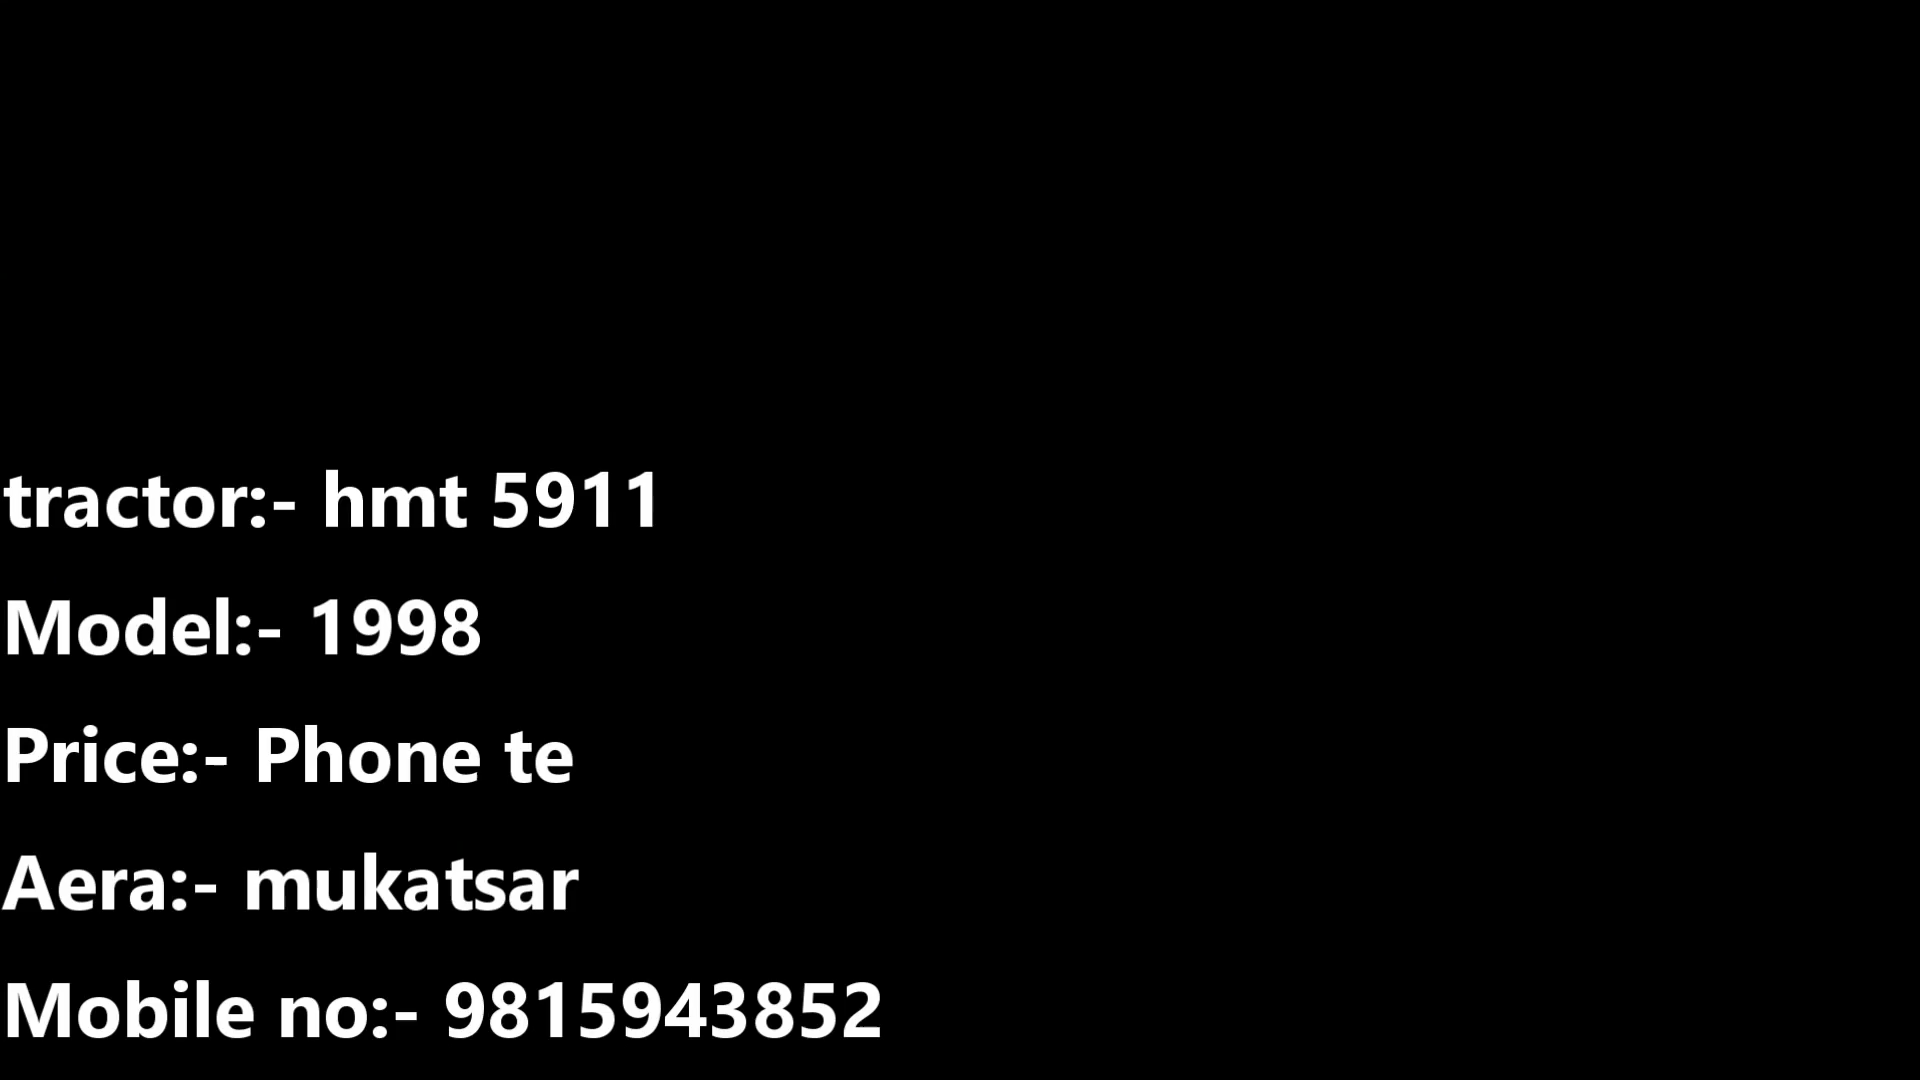 tractor:- hmt 5911
Model:- 1998
Price:- Phone te
Aera:- mukatsar
Mobile no:- 9815943852